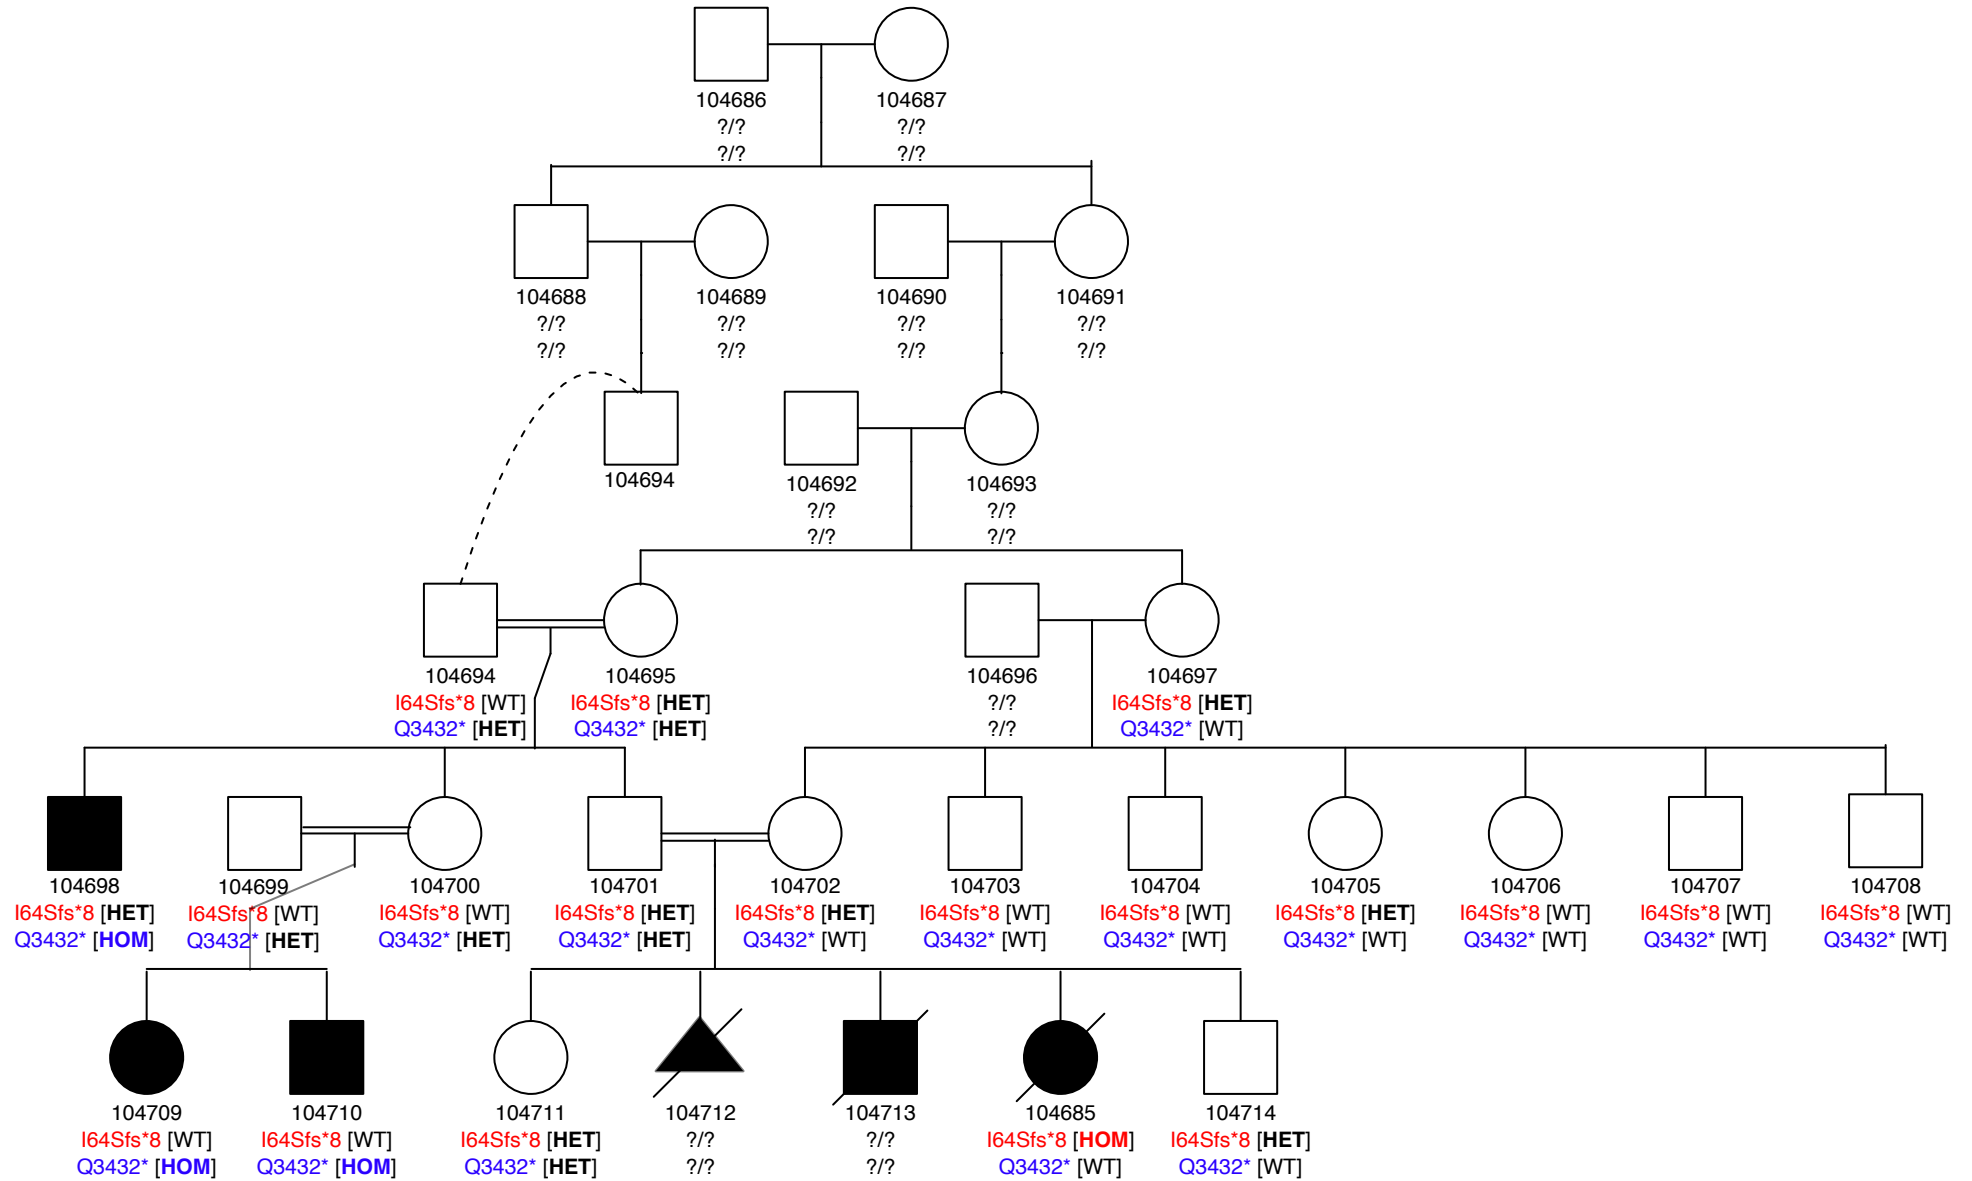 104686 104687
?/? ?/?
?/? ?/?
104688 104689 104690 104691
?/? ?/? ?/? ?/?
?/? ?/? ?/? ?/?
104694 104692 104693
?/? ?/?
?/? ?/?
104694 104695 104696 104697
I64Sfs*8 [WT] I64Sfs*8 [HET] ?/? I64Sfs*8 [HET]
Q3432* [HET] Q3432* [HET] ?/? Q3432* [WT]
104698 104699 104700 104701 104702 104703 104704 104705 104706 104707 104708
I64Sfs*8 [HET] I64Sfs*8 [WT] I64Sfs*8 [WT] I64Sfs*8 [HET] I64Sfs*8 [HET] I64Sfs*8 [WT] I64Sfs*8 [WT] I64Sfs*8 [HET] I64Sfs*8 [WT] I64Sfs*8 [WT] I64Sfs*8 [WT]
Q3432* [HOM] Q3432* [HET] Q3432* [HET] Q3432* [HET] Q3432* [WT] Q3432* [WT] Q3432* [WT] Q3432* [WT] Q3432* [WT] Q3432* [WT] Q3432* [WT]
104709 104710 104711 104712 104713 104685 104714
I64Sfs*8 [WT] I64Sfs*8 [WT] I64Sfs*8 [HET] ?/? ?/? I64Sfs*8 [HOM] I64Sfs*8 [HET]
Q3432* [HOM] Q3432* [HOM] Q3432* [HET] ?/? ?/? Q3432* [WT] Q3432* [WT]